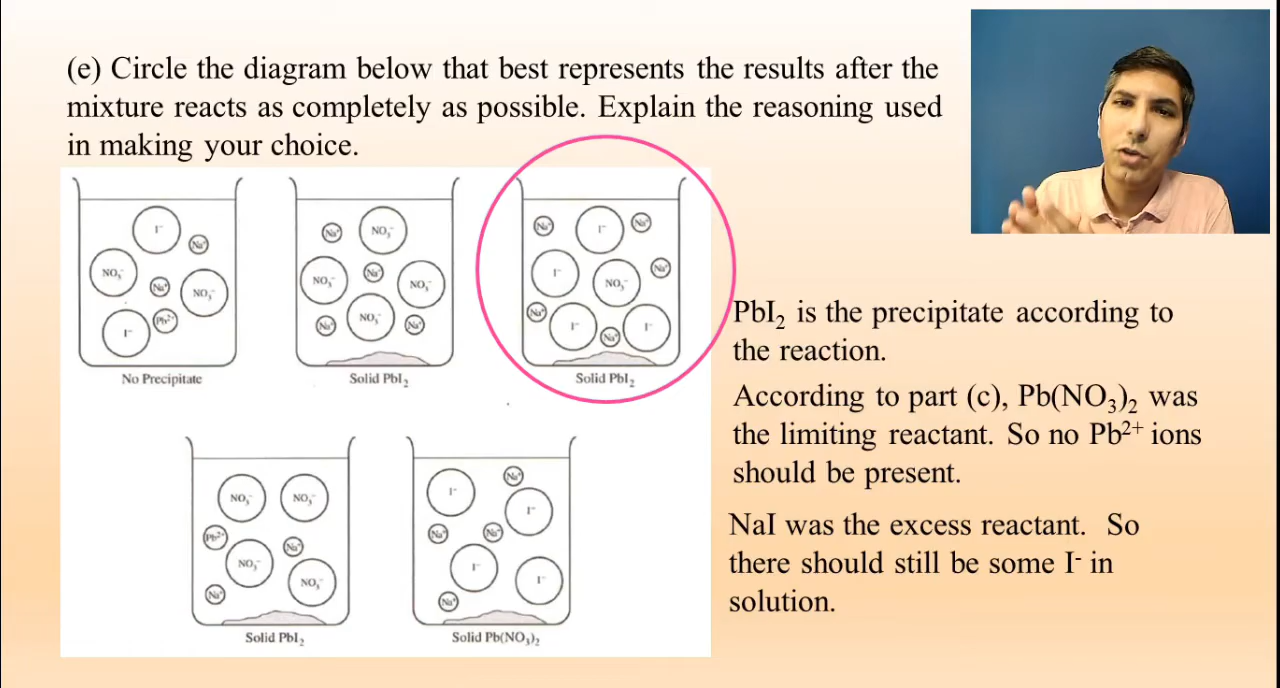 (e) Circle the diagram below that best represents the results after the
mixture reacts as completely as possible. Explain the reasoning used
in making your choice.
I⁻
Na⁺
NO₃⁻
Na⁺
NO₃⁻
I⁻
Pb²⁺
No Precipitate
Na⁺
NO₃⁻
NO₃⁻
Na⁺
NO₃⁻
Na⁺
NO₃⁻
Na⁺
Solid PbI₂
Na⁺
I⁻
Na⁺
I⁻
NO₃⁻
Na⁺
Na⁺
I⁻
Na⁺
I⁻
Solid PbI₂
PbI₂ is the precipitate according to
the reaction.
According to part (c), Pb(NO₃)₂ was
the limiting reactant. So no Pb²⁺ ions
should be present.
NaI was the excess reactant. So
there should still be some I⁻ in
solution.
NO₃⁻
NO₃⁻
Pb²⁺
Na⁺
NO₃⁻
NO₃⁻
Na⁺
Solid PbI₂
I⁻
Na⁺
I⁻
Na⁺
Na⁺
I⁻
I⁻
Na⁺
Solid Pb(NO₃)₂